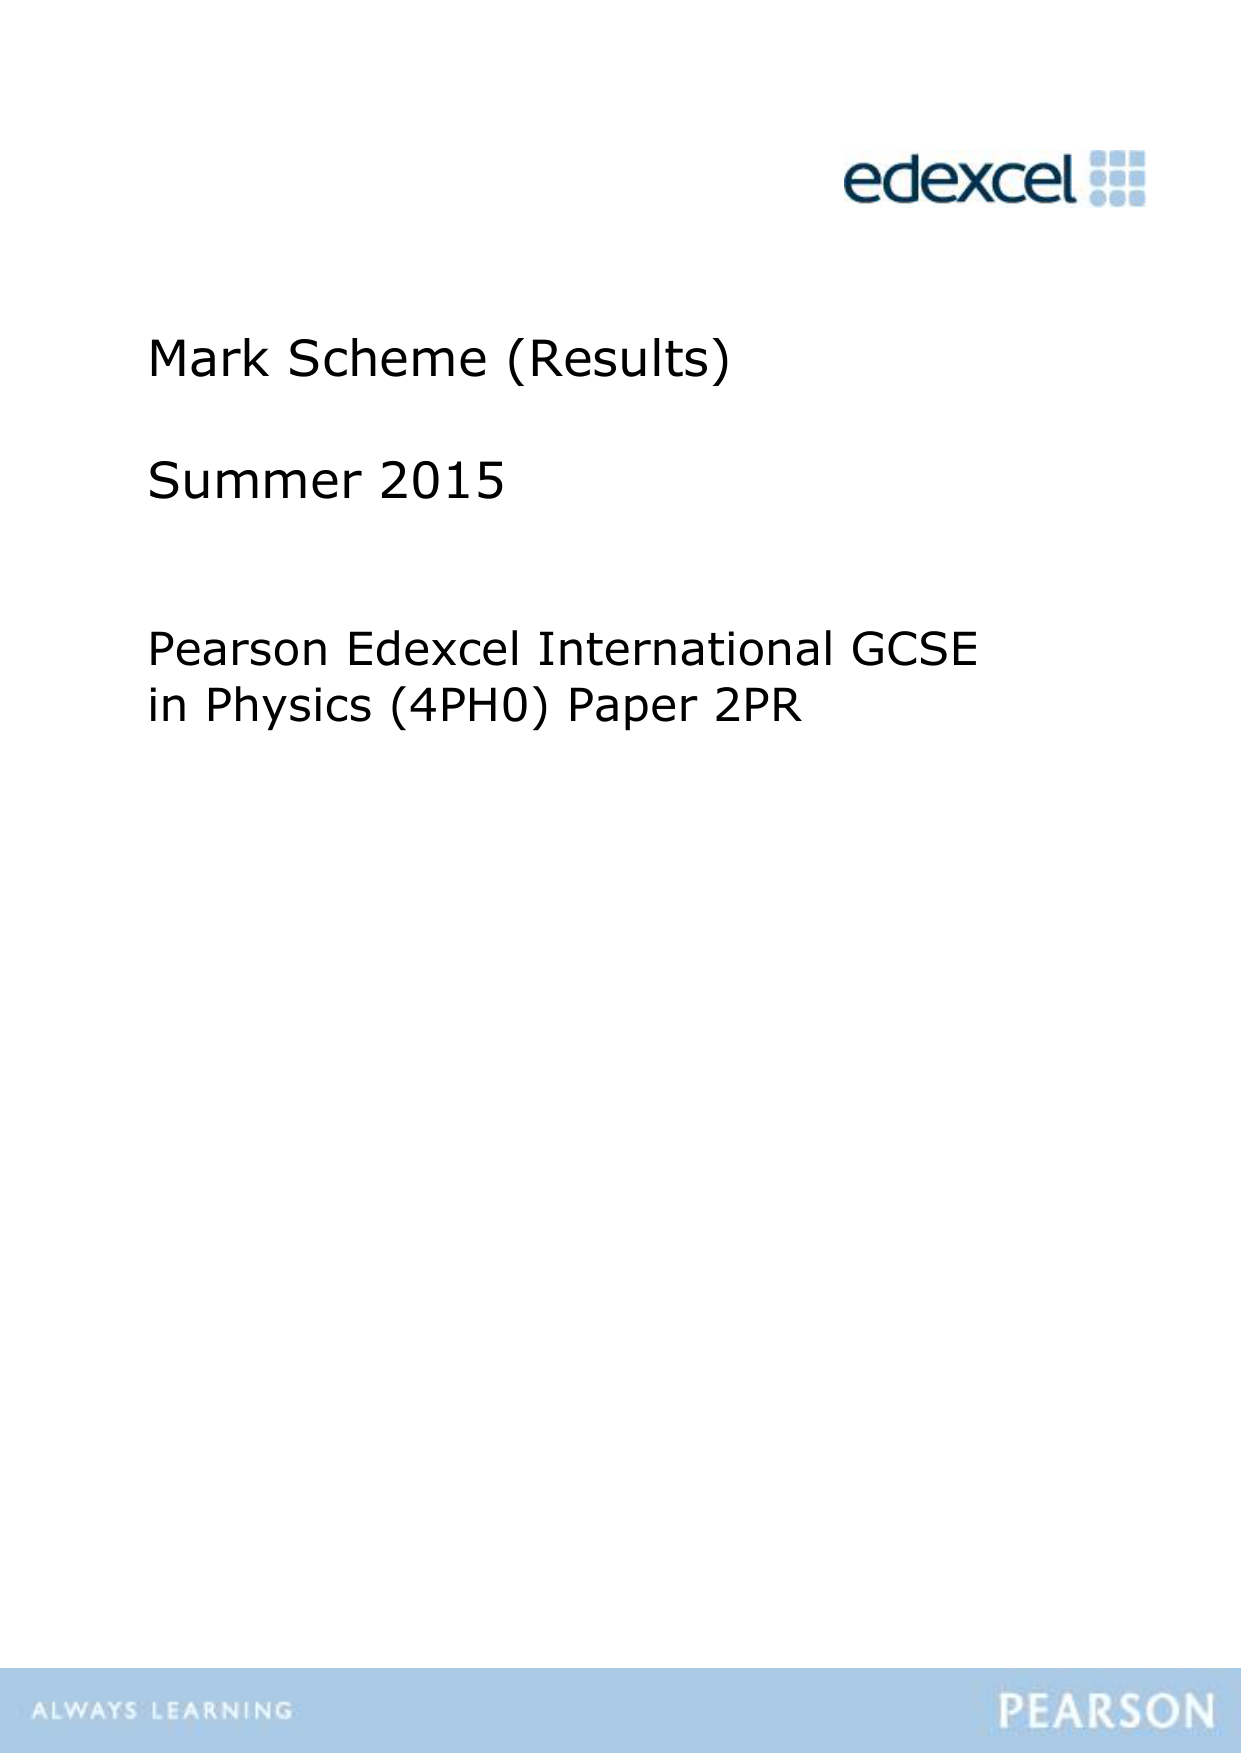 edexcel
Mark Scheme (Results)
Summer 2015
Pearson Edexcel International GCSE
in Physics (4PH0) Paper 2PR
ALWAYS LEARNING
PEARSON